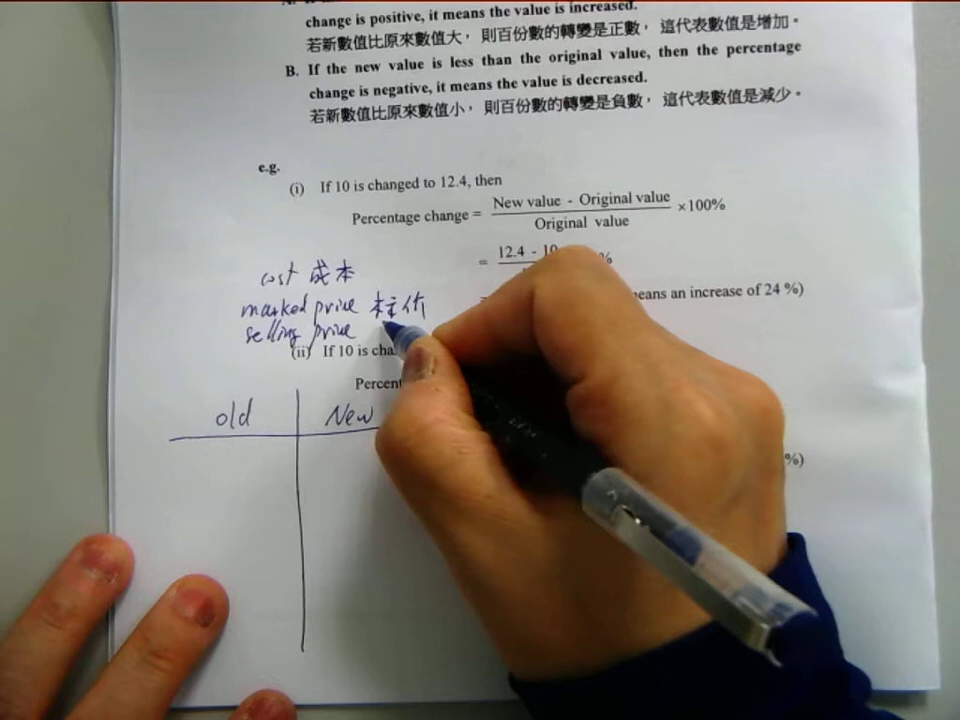 change is positive, it means the value is increased.
若新數值比原來數值大，則百份數的轉變是正數，這代表數值是增加。
B. If the new value is less than the original value, then the percentage
change is negative, it means the value is decreased.
若新數值比原來數值小，則百份數的轉變是負數，這代表數值是減少。
e.g.
(i) If 10 is changed to 12.4, then
Percentage change = New value - Original value / Original value ×100%
= 12.4 - 10 %
cost 成本
marked price 柱价
eans an increase of 24 %)
selling price
(ii) If 10 is cha
Percent
old New
%)